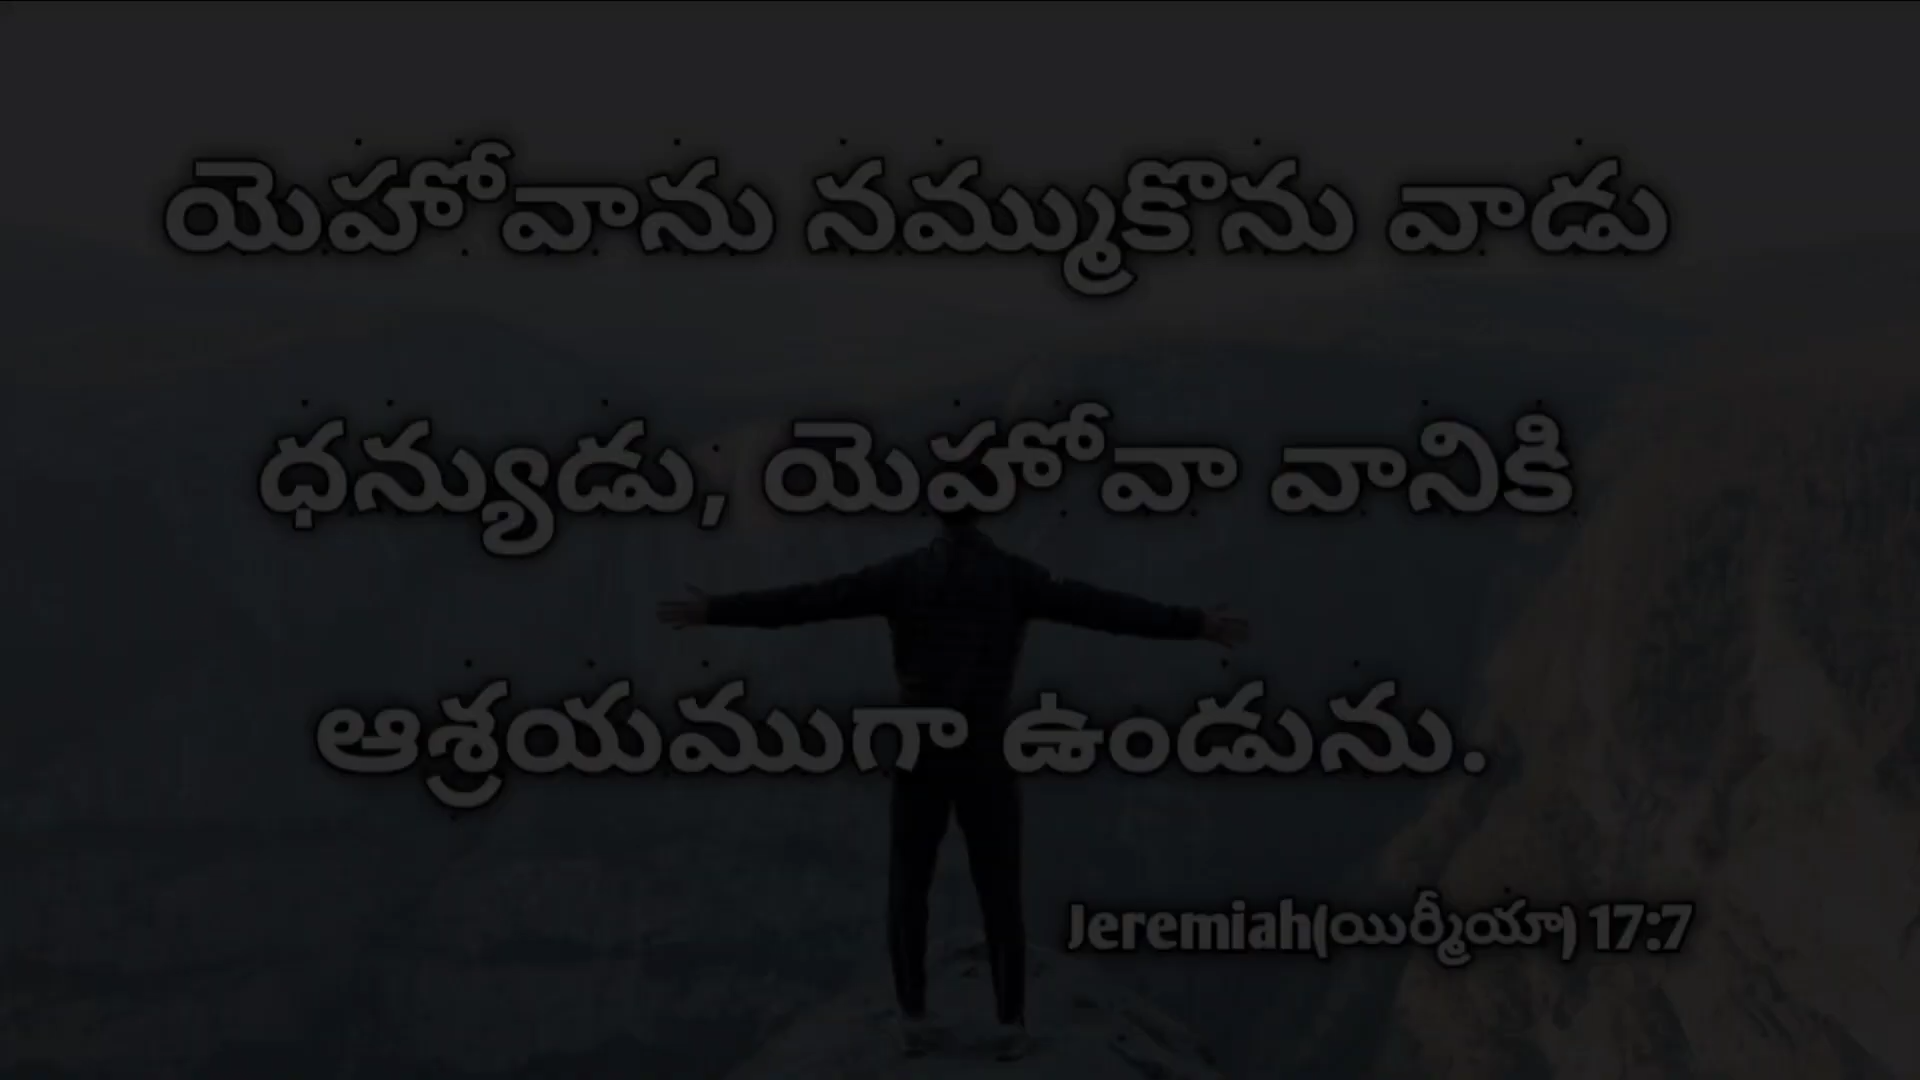 యెహోవాను నమ్ముకొను వాడు
ధన్యుడు, యెహోవా వానికి
ఆశ్రయముగా ఉండును.
Jeremiah(యిర్మీయా) 17:7